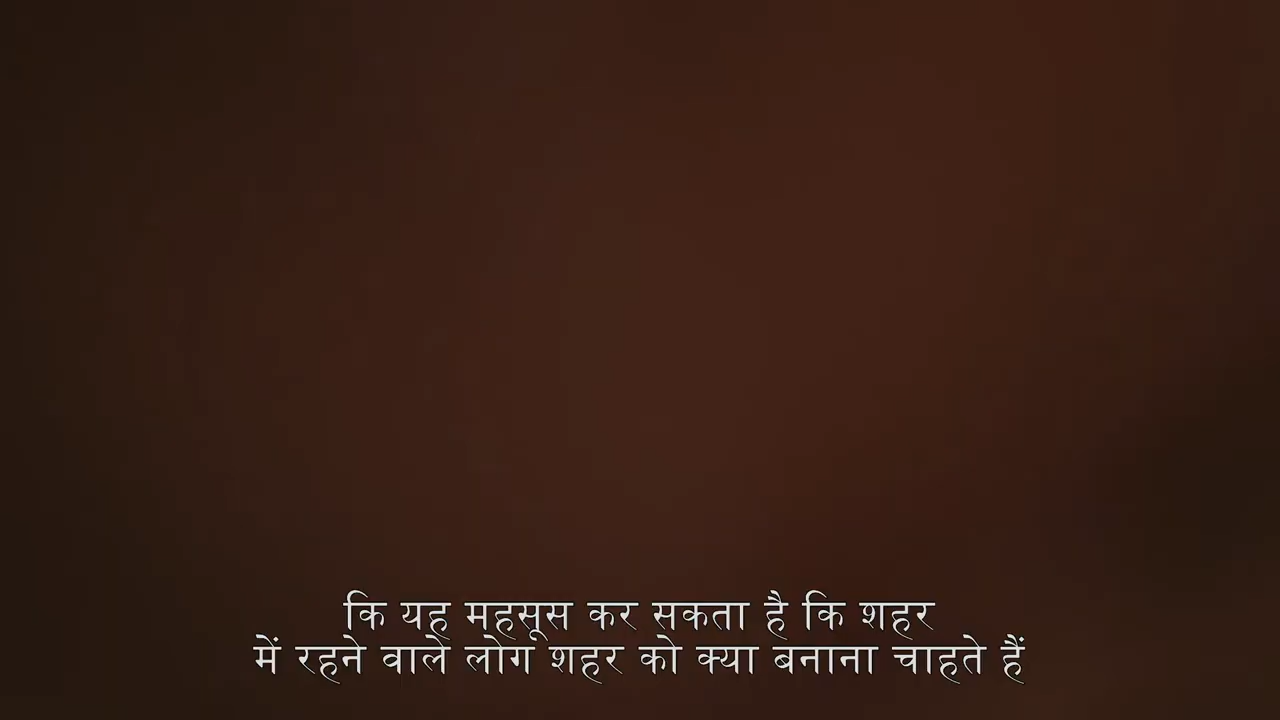 कि यह महसूस कर सकता है कि शहर
में रहने वाले लोग शहर को क्या बनाना चाहते हैं